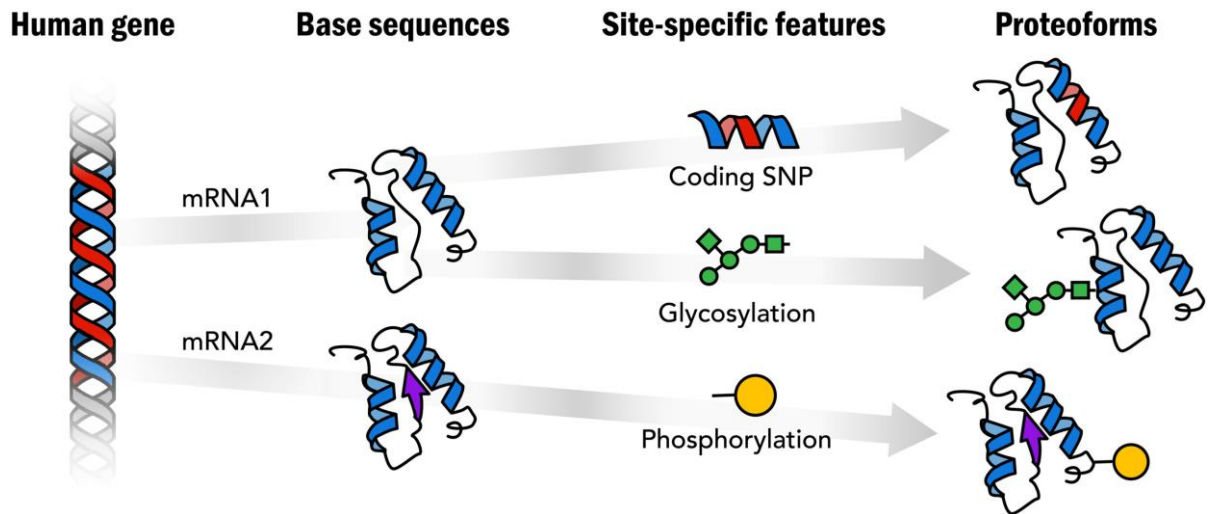 Human gene
Base sequences
Site-specific features
Proteoforms
mRNA1
Coding SNP
Glycosylation
mRNA2
Phosphorylation